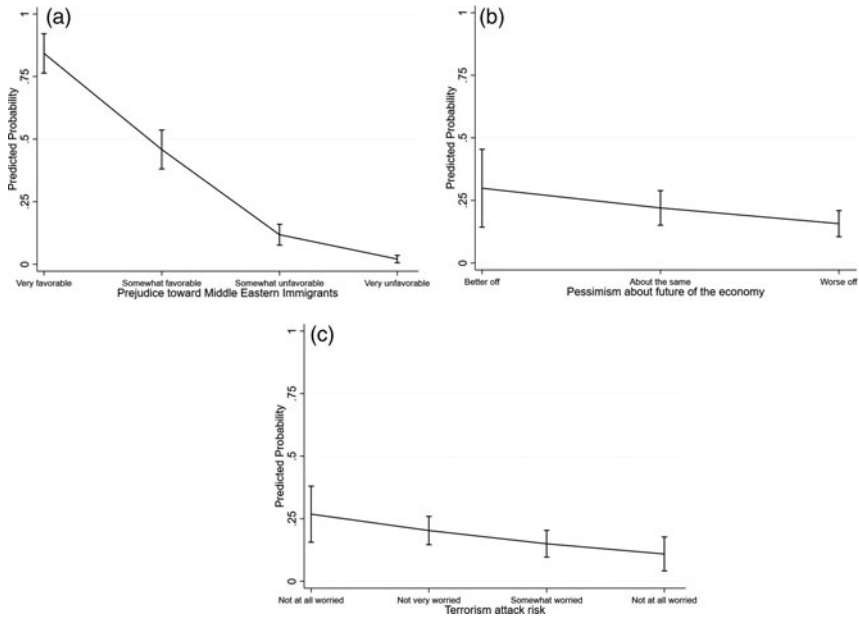 (a)
Predicted Probability
1
.75
.5
.25
0
Very favorable Somewhat favorable Somewhat unfavorable Very unfavorable
Prejudice toward Middle Eastern Immigrants
(b)
Predicted Probability
1
.75
.5
.25
0
Better off About the same Worse off
Pessimism about future of the economy
(c)
Predicted Probability
1
.75
.5
.25
0
Not at all worried Not very worried Somewhat worried Not at all worried
Terrorism attack risk